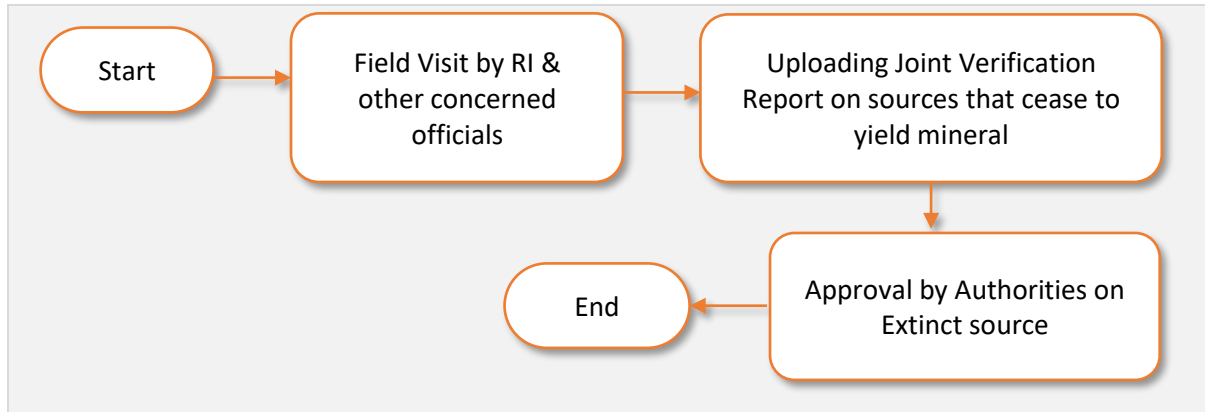 Start
Field Visit by RI &
other concerned
officials
Uploading Joint Verification
Report on sources that cease to
yield mineral
Approval by Authorities on
Extinct source
End